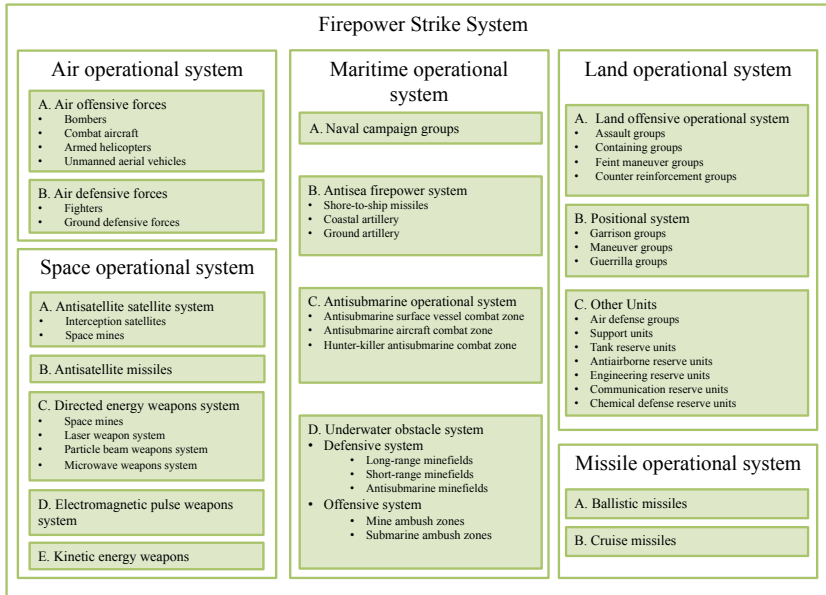 Firepower Strike System
Air operational system
A. Air offensive forces
• Bombers
• Combat aircraft
• Armed helicopters
• Unmanned aerial vehicles
B. Air defensive forces
• Fighters
• Ground defensive forces
Space operational system
A. Antisatellite satellite system
• Interception satellites
• Space mines
B. Antisatellite missiles
C. Directed energy weapons system
• Space mines
• Laser weapon system
• Particle beam weapons system
• Microwave weapons system
D. Electromagnetic pulse weapons
system
E. Kinetic energy weapons
Maritime operational
system
A. Naval campaign groups
B. Antisea firepower system
• Shore-to-ship missiles
• Coastal artillery
• Ground artillery
C. Antisubmarine operational system
• Antisubmarine surface vessel combat zone
• Antisubmarine aircraft combat zone
• Hunter-killer antisubmarine combat zone
D. Underwater obstacle system
• Defensive system
• Long-range minefields
• Short-range minefields
• Antisubmarine minefields
• Offensive system
• Mine ambush zones
• Submarine ambush zones
Land operational system
A. Land offensive operational system
• Assault groups
• Containing groups
• Feint maneuver groups
• Counter reinforcement groups
B. Positional system
• Garrison groups
• Maneuver groups
• Guerrilla groups
C. Other Units
• Air defense groups
• Support units
• Tank reserve units
• Antiairborne reserve units
• Engineering reserve units
• Communication reserve units
• Chemical defense reserve units
Missile operational system
A. Ballistic missiles
B. Cruise missiles